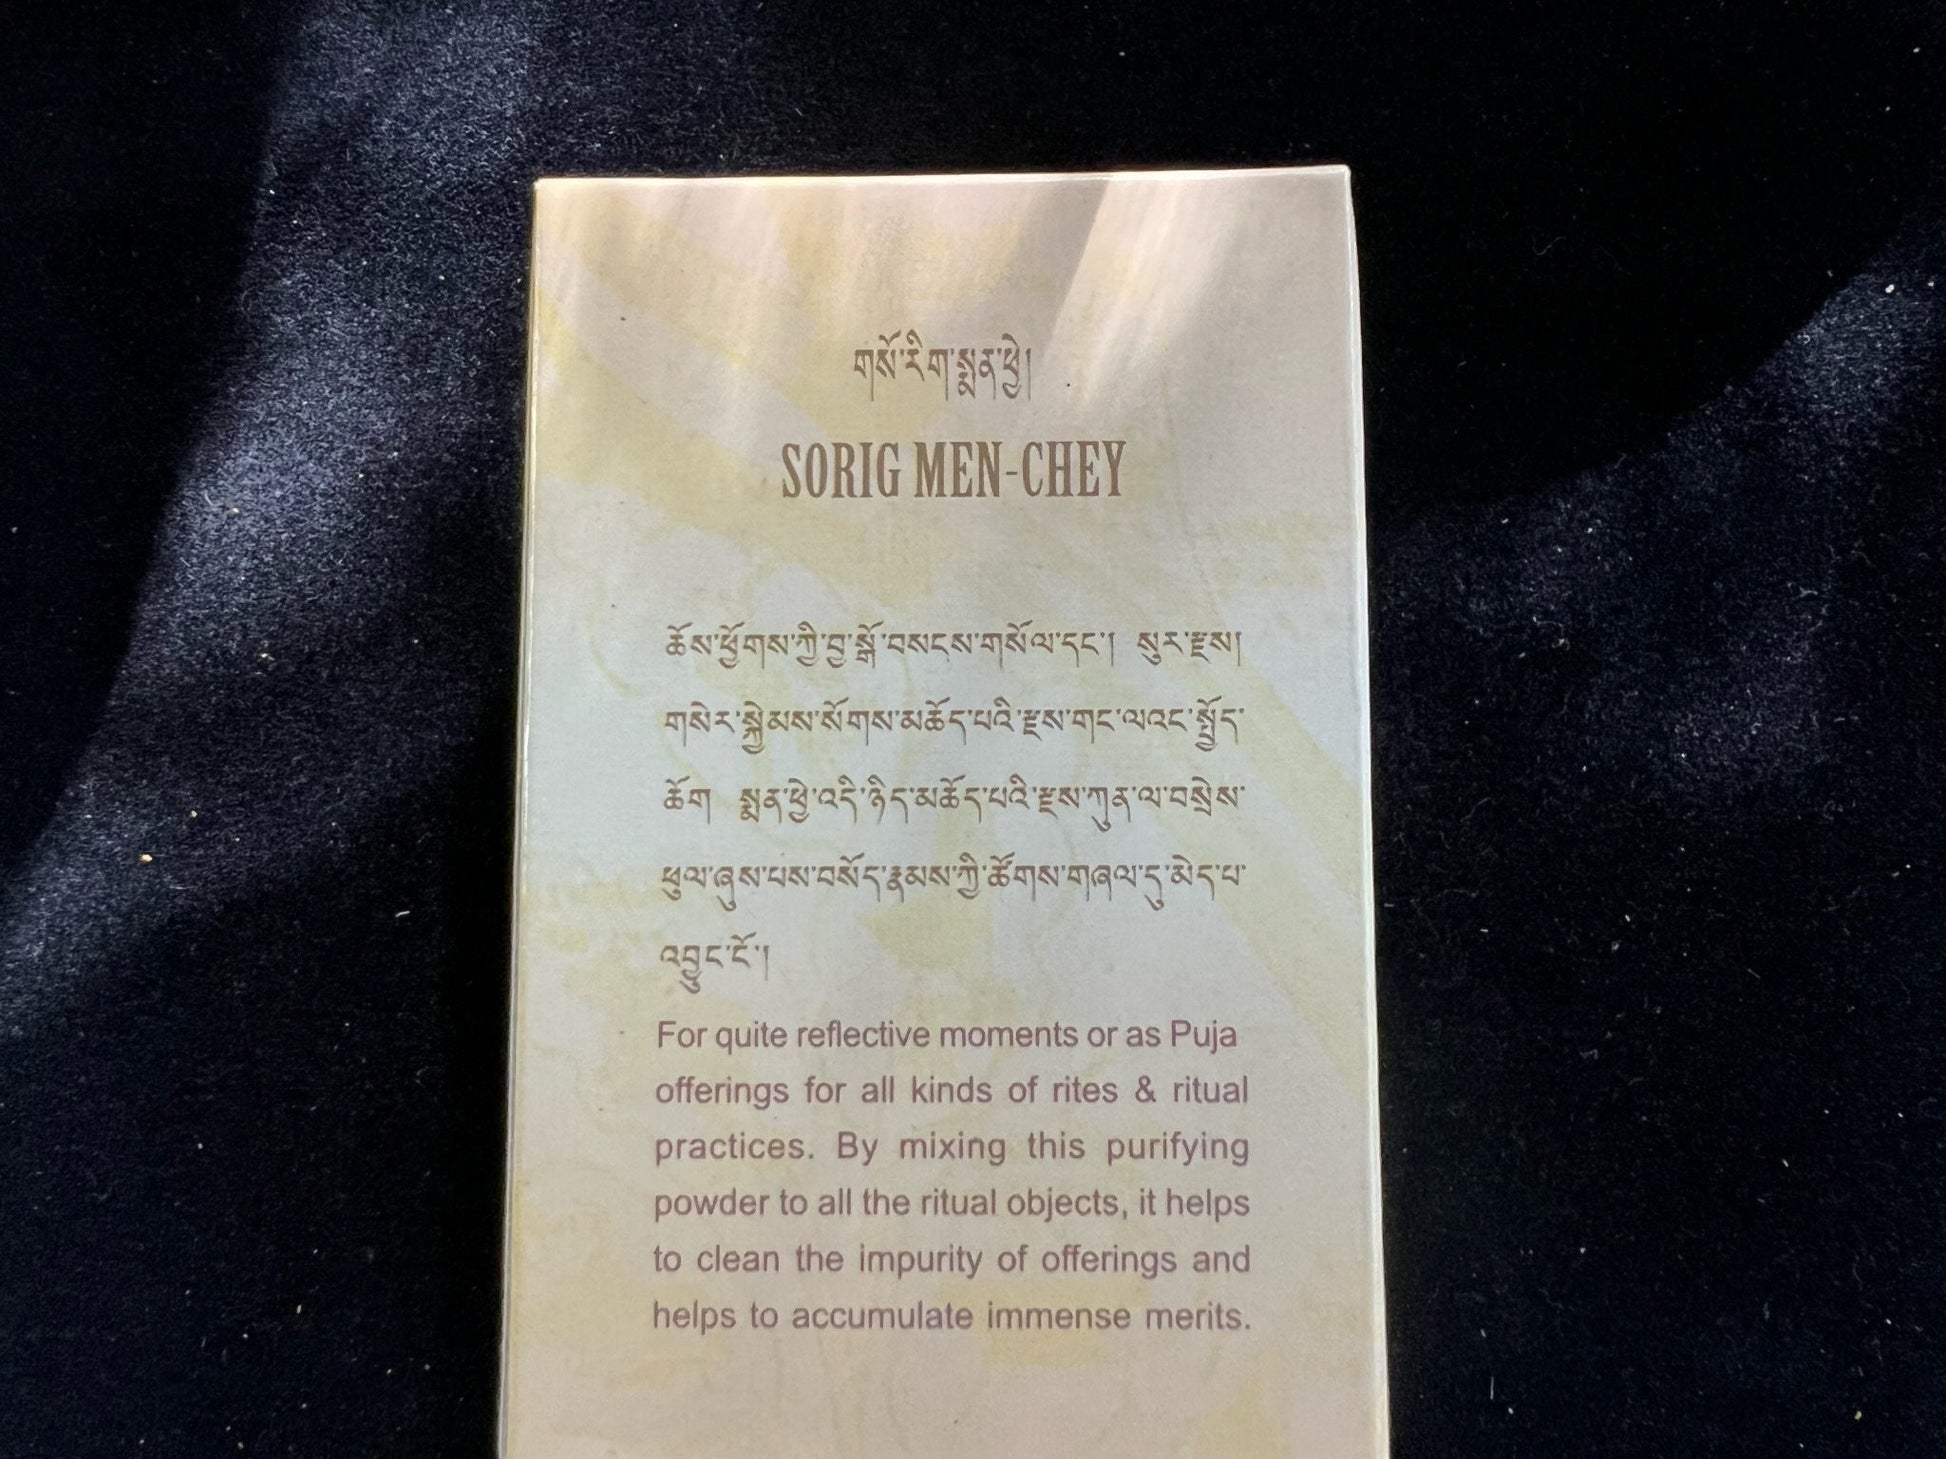 གསོ་རིག་སྨན་ཕྱེ།
SORIG MEN-CHEY
ཆོས་ཕྱོགས་ཀྱི་བྱ་སྒོ་བསངས་གསོལ་དང་། སུར་རྫས།
གསེར་སྐྱེམས་སོགས་མཆོད་པའི་རྫས་གང་ལའང་སྤྱོད་
ཆོག སྨན་ཕྱེ་འདི་ཉིད་མཆོད་པའི་རྫས་ཀུན་ལ་བསྲེས་
ཕུལ་ཞུས་པས་བསོད་རྣམས་ཀྱི་ཚོགས་གཞལ་དུ་མེད་པ་
འབྱུང་ངོ་།
For quite reflective moments or as Puja
offerings for all kinds of rites & ritual
practices. By mixing this purifying
powder to all the ritual objects, it helps
to clean the impurity of offerings and
helps to accumulate immense merits.